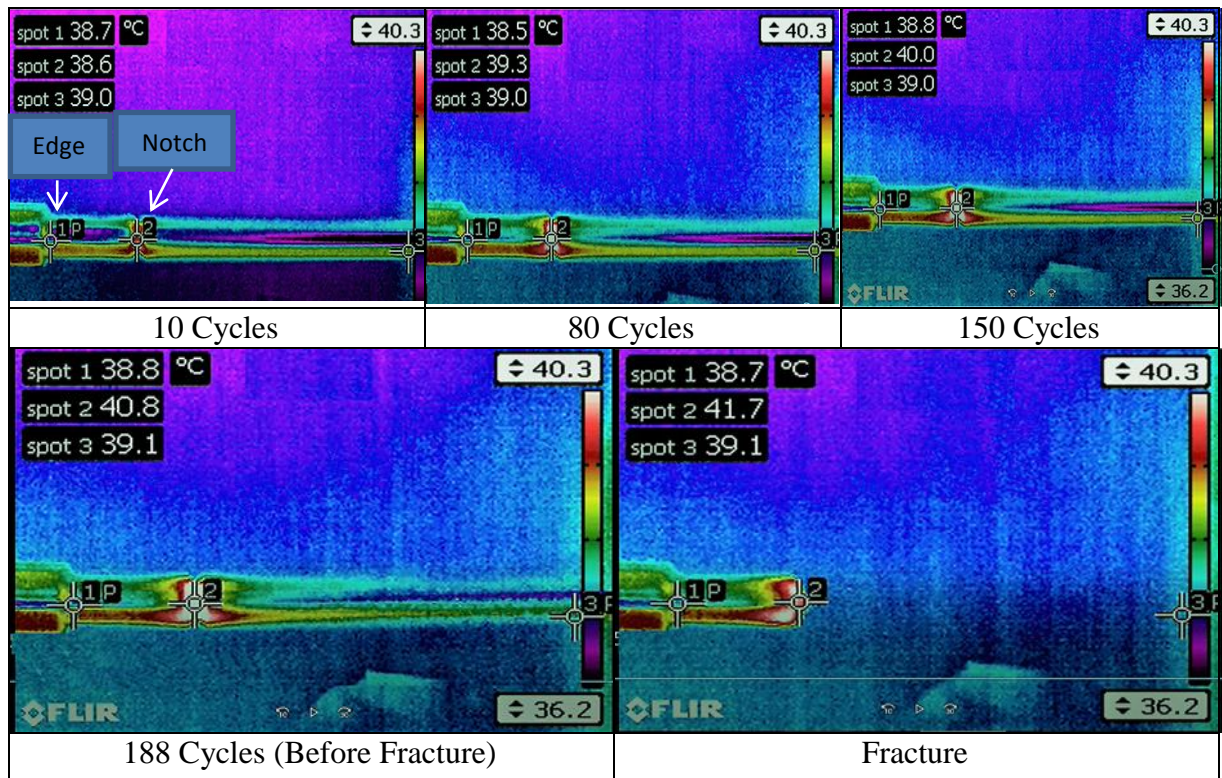 spot 1 38.7 °C
40.3
spot 2 38.6
spot 3 39.0
Edge
Notch
1 P
2
3
10 Cycles
spot 1 38.5 °C
40.3
spot 2 39.3
spot 3 39.0
1 P
2
3
80 Cycles
spot 1 38.8 °C
40.3
spot 2 40.0
spot 3 39.0
1 P
2
3
FLIR
36.2
150 Cycles
spot 1 38.8 °C
40.3
spot 2 40.8
spot 3 39.1
1 P
2
3
FLIR
36.2
188 Cycles (Before Fracture)
spot 1 38.7 °C
40.3
spot 2 41.7
spot 3 39.1
1 P
2
3
FLIR
36.2
Fracture